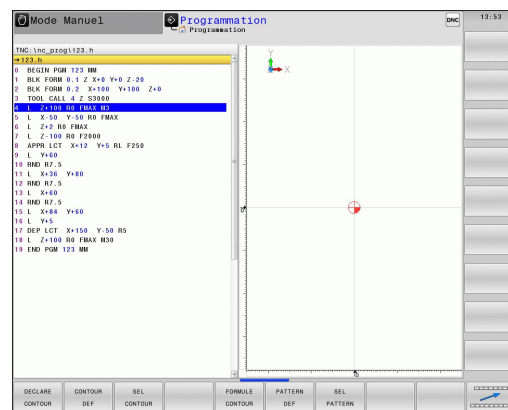 Mode Manuel
Programmation
Programmation
DNC
13:53
TNC:\nc_prog\123.h
→123.h
0 BEGIN PGM 123 MM
1 BLK FORM 0.1 Z X+0 Y+0 Z-20
2 BLK FORM 0.2 X+100 Y+100 Z+0
3 TOOL CALL 4 Z S3000
4 L Z+100 R0 FMAX M3
5 L X-50 Y-50 R0 FMAX
6 L Z+2 R0 FMAX
7 L Z-100 R0 F2000
8 APPR LCT X+12 Y+5 RL F250
9 L Y+60
10 RND R7.5
11 L X+36 Y+80
12 RND R7.5
13 L X+60
14 RND R7.5
15 L X+84 Y+60
16 L Y+5
17 DEP LCT X+150 Y-50 R5
18 L Z+100 R0 FMAX M30
19 END PGM 123 MM
Y
X
0
0
DECLARE CONTOUR
CONTOUR DEF
SEL CONTOUR
FORMULE CONTOUR
PATTERN DEF
SEL PATTERN